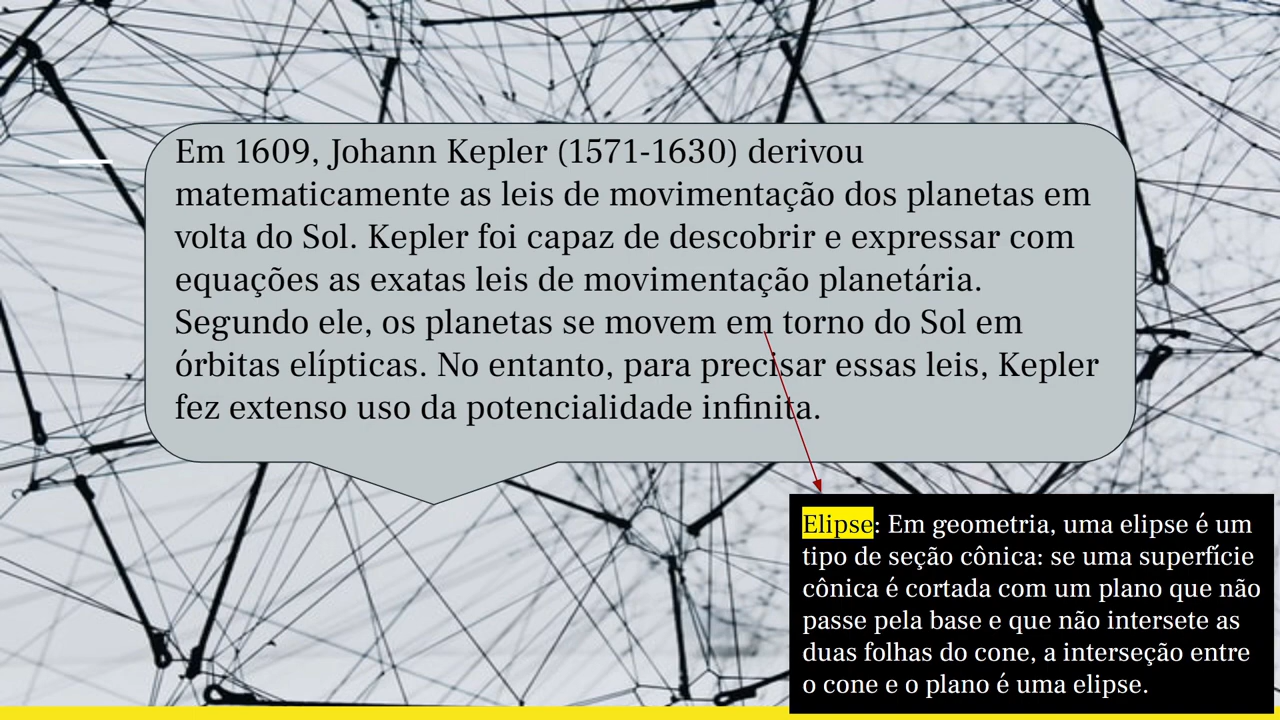 Em 1609, Johann Kepler (1571-1630) derivou
matematicamente as leis de movimentação dos planetas em
volta do Sol. Kepler foi capaz de descobrir e expressar com
equações as exatas leis de movimentação planetária.
Segundo ele, os planetas se movem em torno do Sol em
órbitas elípticas. No entanto, para precisar essas leis, Kepler
fez extenso uso da potencialidade infinita.
Elipse: Em geometria, uma elipse é um
tipo de seção cônica: se uma superfície
cônica é cortada com um plano que não
passe pela base e que não intersete as
duas folhas do cone, a interseção entre
o cone e o plano é uma elipse.